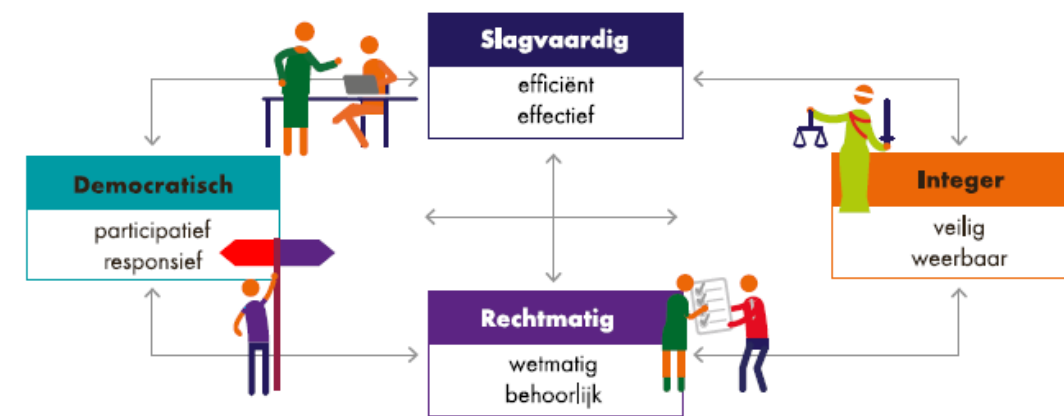 Slagvaardig
efficiënt
effectief
Democratisch
participatief
responsief
Integer
veilig
weerbaar
Rechtmatig
wetmatig
behoorlijk